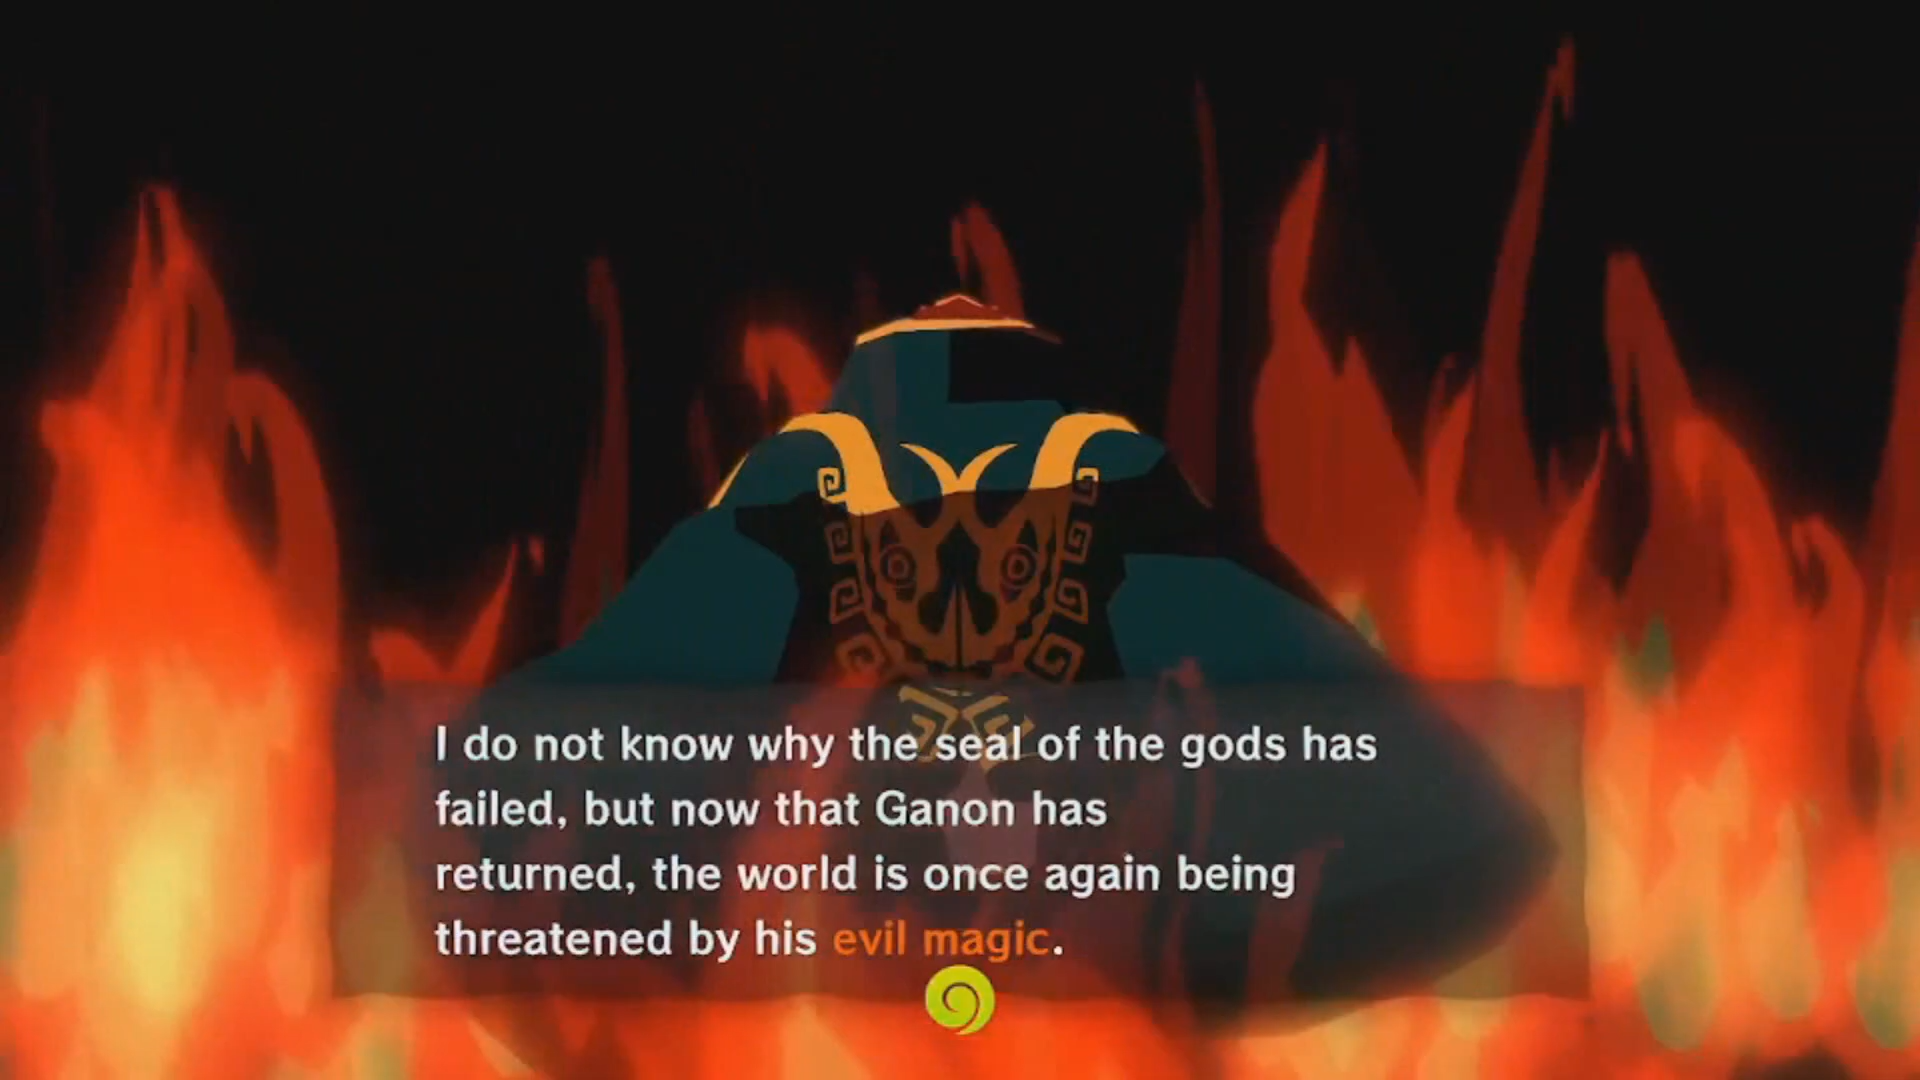 I do not know why the seal of the gods has
failed, but now that Ganon has
returned, the world is once again being
threatened by his evil magic.